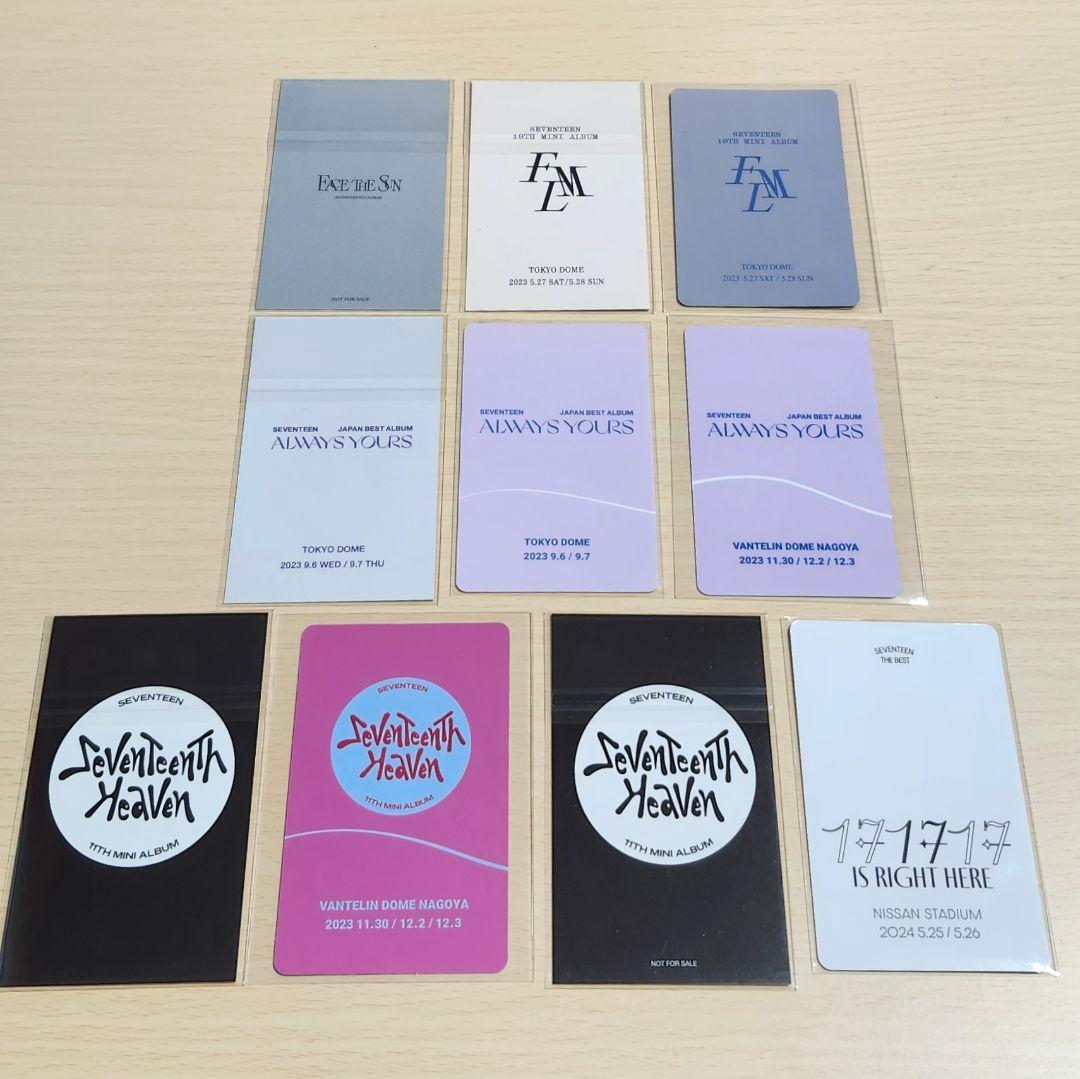 FACE THE SUN
SEVENTEEN 4TH ALBUM
NOT FOR SALE
SEVENTEEN
10TH MINI ALBUM
FML
TOKYO DOME
2023 5.27 SAT/5.28 SUN
SEVENTEEN
10TH MINI ALBUM
FML
TOKYO DOME
2023 5.27 SAT / 5.28 SUN
SEVENTEEN JAPAN BEST ALBUM
ALWAYS YOURS
TOKYO DOME
2023 9.6 WED / 9.7 THU
SEVENTEEN JAPAN BEST ALBUM
ALWAYS YOURS
TOKYO DOME
2023 9.6 / 9.7
SEVENTEEN JAPAN BEST ALBUM
ALWAYS YOURS
VANTELIN DOME NAGOYA
2023 11.30 / 12.2 / 12.3
SEVENTEEN
SEVENTEENTH
HEAVEN
11TH MINI ALBUM
SEVENTEEN
SEVENTEENTH
HEAVEN
11TH MINI ALBUM
VANTELIN DOME NAGOYA
2023 11.30 / 12.2 / 12.3
SEVENTEEN
SEVENTEENTH
HEAVEN
11TH MINI ALBUM
NOT FOR SALE
SEVENTEEN
THE BEST
171717
IS RIGHT HERE
NISSAN STADIUM
2024 5.25 / 5.26